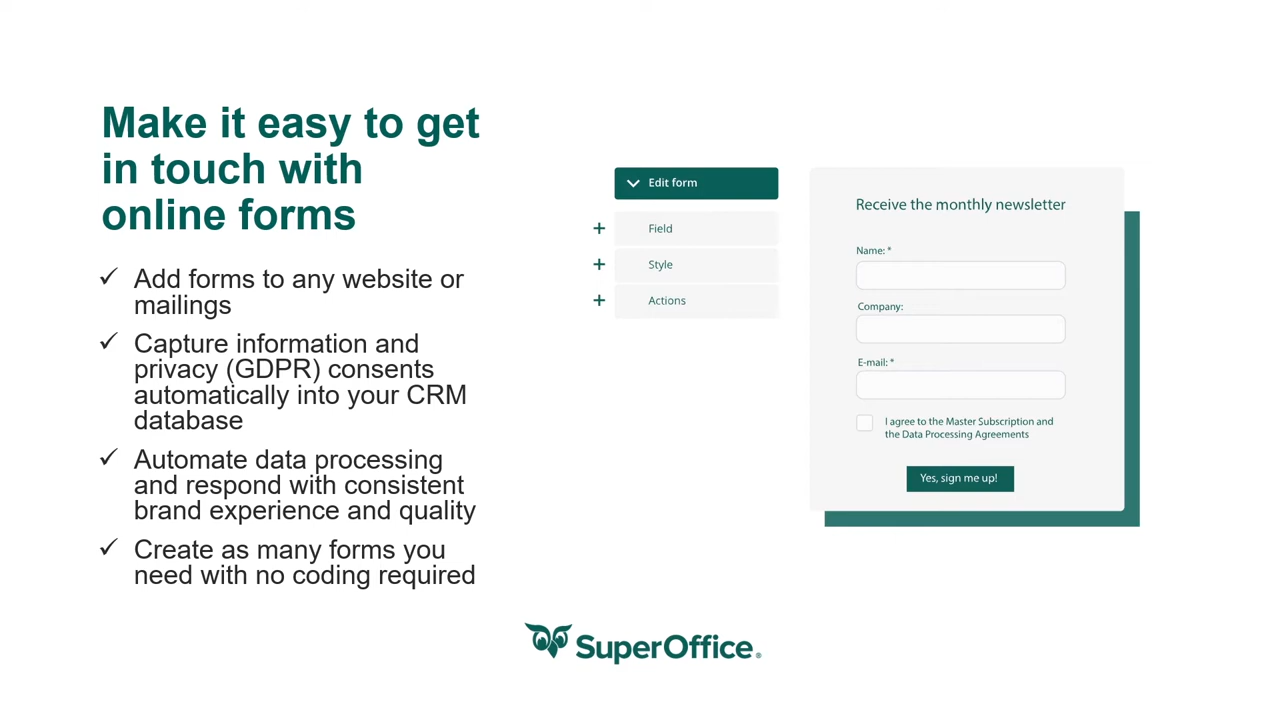 Make it easy to get
in touch with
online forms
✓ Add forms to any website or
mailings
✓ Capture information and
privacy (GDPR) consents
automatically into your CRM
database
✓ Automate data processing
and respond with consistent
brand experience and quality
✓ Create as many forms you
need with no coding required
Edit form
+ Field
+ Style
+ Actions
Receive the monthly newsletter
Name: *
Company:
E-mail: *
I agree to the Master Subscription and
the Data Processing Agreements
Yes, sign me up!
SuperOffice®